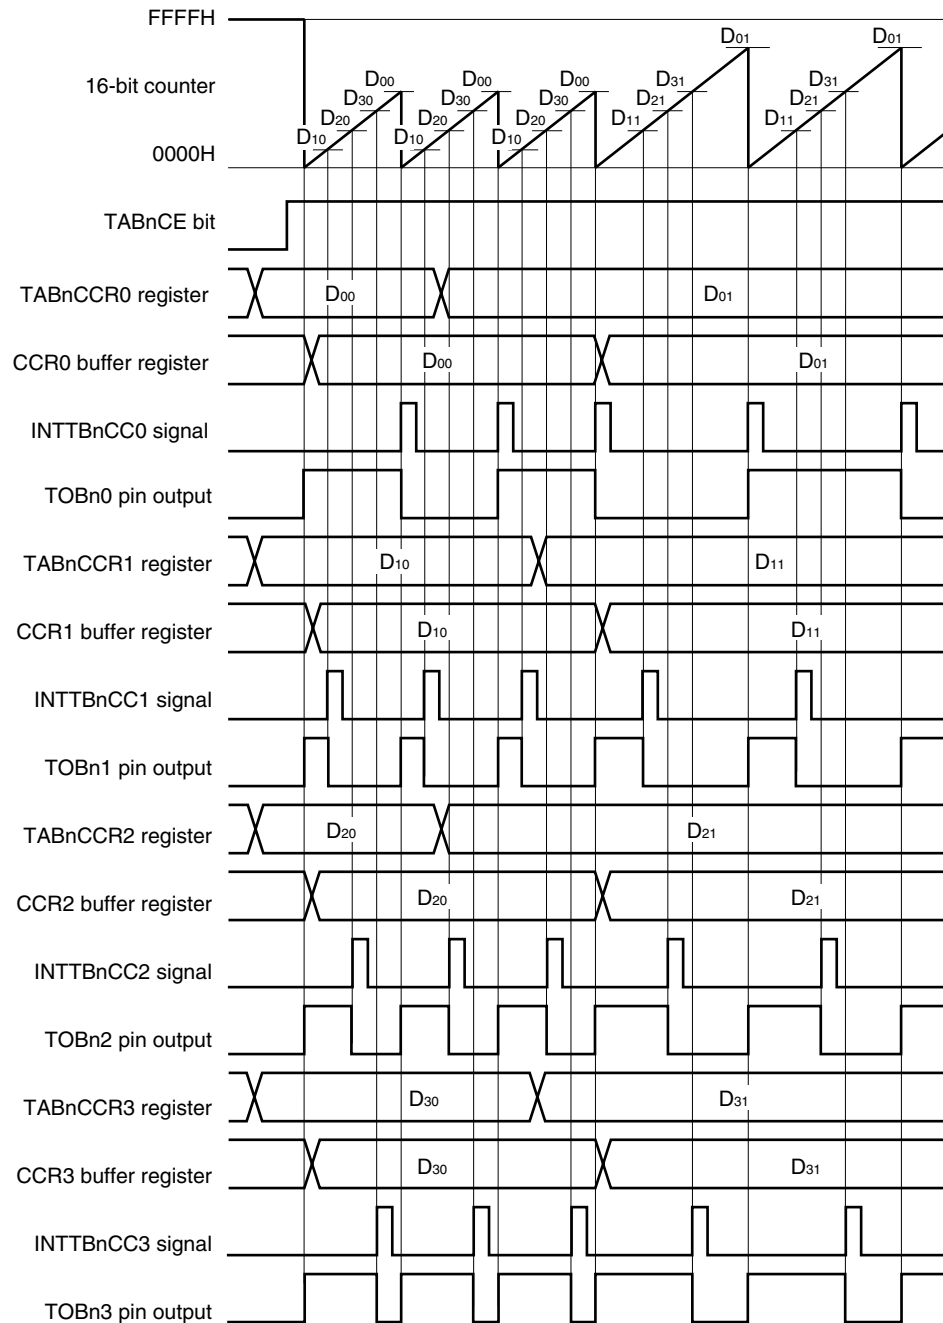 FFFFH
16-bit counter
0000H
D10 D20 D30 D00
D10 D20 D30 D00
D10 D20 D30 D00
D11 D21 D31 D01
D11 D21 D31 D01
TABnCE bit
TABnCCR0 register D00 D01
CCR0 buffer register D00 D01
INTTBnCC0 signal
TOBn0 pin output
TABnCCR1 register D10 D11
CCR1 buffer register D10 D11
INTTBnCC1 signal
TOBn1 pin output
TABnCCR2 register D20 D21
CCR2 buffer register D20 D21
INTTBnCC2 signal
TOBn2 pin output
TABnCCR3 register D30 D31
CCR3 buffer register D30 D31
INTTBnCC3 signal
TOBn3 pin output